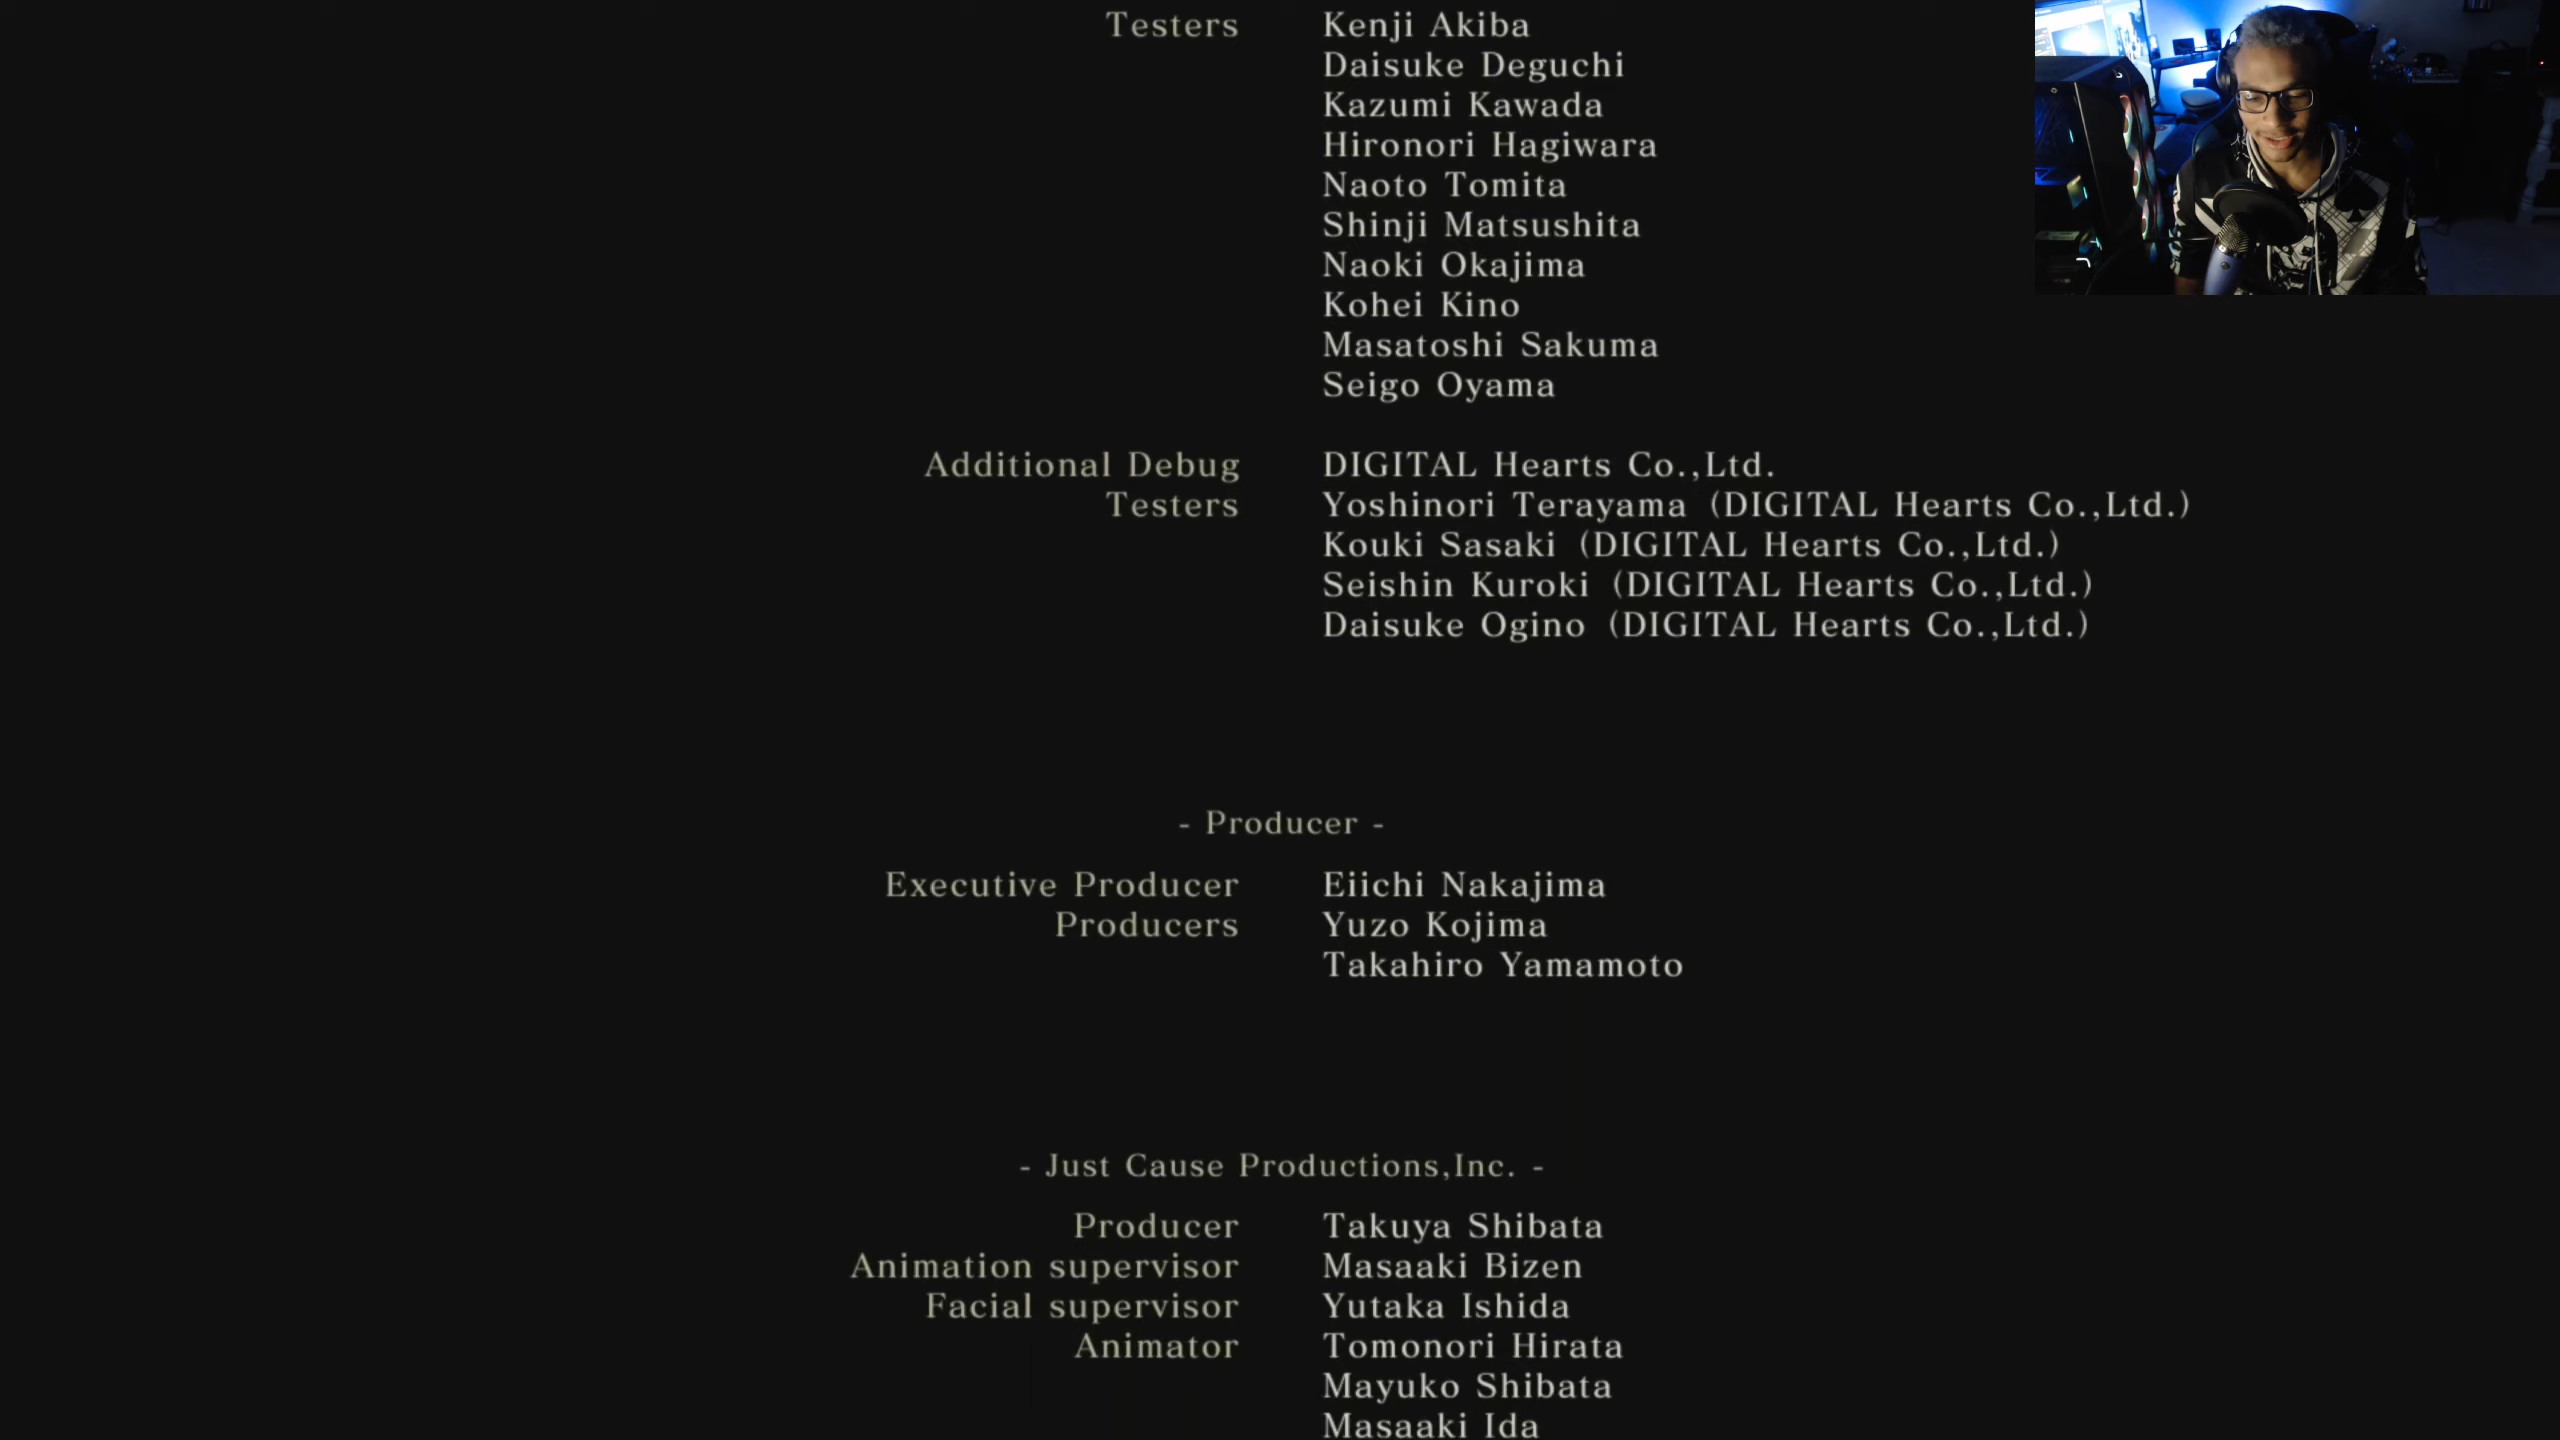 Testers Kenji Akiba
Daisuke Deguchi
Kazumi Kawada
Hironori Hagiwara
Naoto Tomita
Shinji Matsushita
Naoki Okajima
Kohei Kino
Masatoshi Sakuma
Seigo Oyama
Additional Debug DIGITAL Hearts Co.,Ltd.
Testers Yoshinori Terayama (DIGITAL Hearts Co.,Ltd.)
Kouki Sasaki (DIGITAL Hearts Co.,Ltd.)
Seishin Kuroki (DIGITAL Hearts Co.,Ltd.)
Daisuke Ogino (DIGITAL Hearts Co.,Ltd.)
- Producer -
Executive Producer Eiichi Nakajima
Producers Yuzo Kojima
Takahiro Yamamoto
- Just Cause Productions,Inc. -
Producer Takuya Shibata
Animation supervisor Masaaki Bizen
Facial supervisor Yutaka Ishida
Animator Tomonori Hirata
Mayuko Shibata
Masaaki Ida